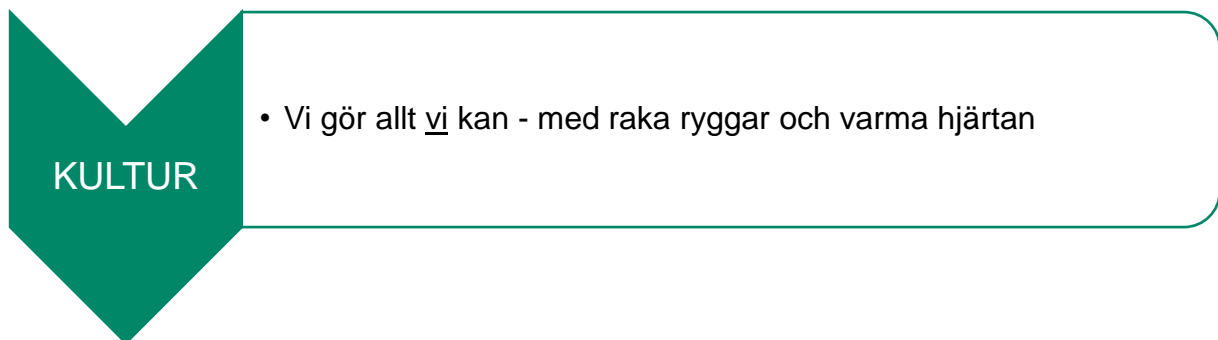 KULTUR
• Vi gör allt vi kan - med raka ryggar och varma hjärtan